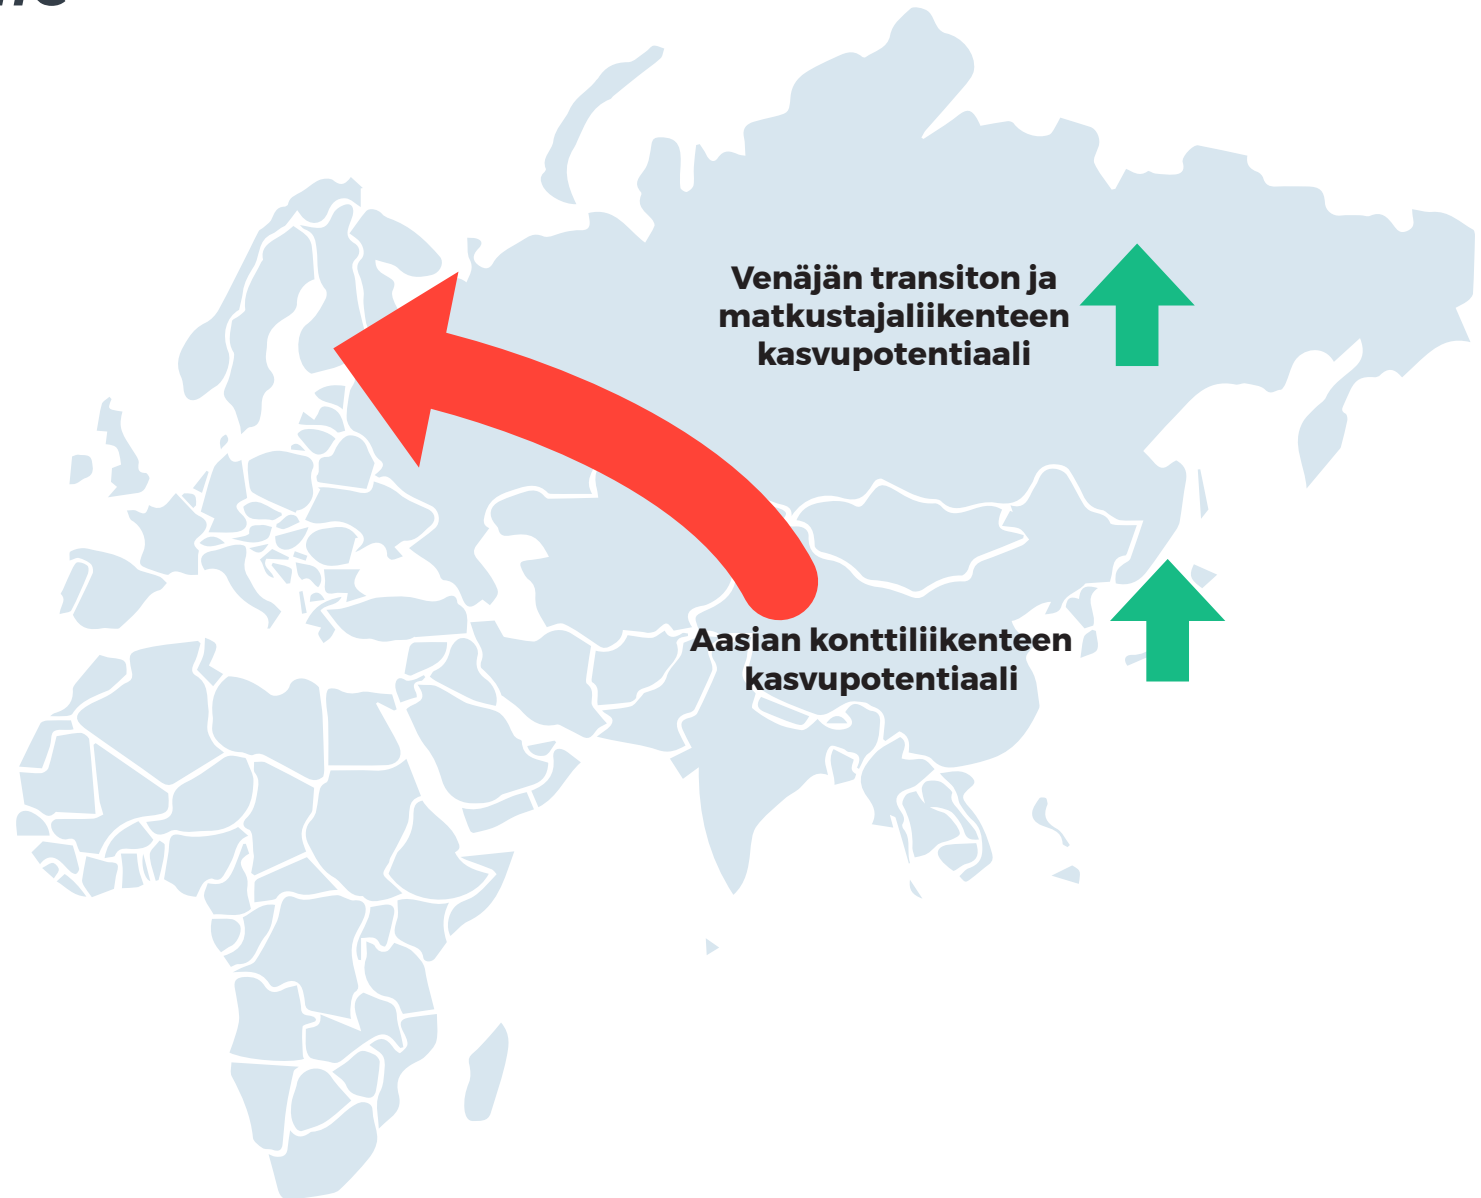 Venäjän transiton ja
matkustajaliikenteen
kasvupotentiaali
Aasian konttiliikenteen
kasvupotentiaali